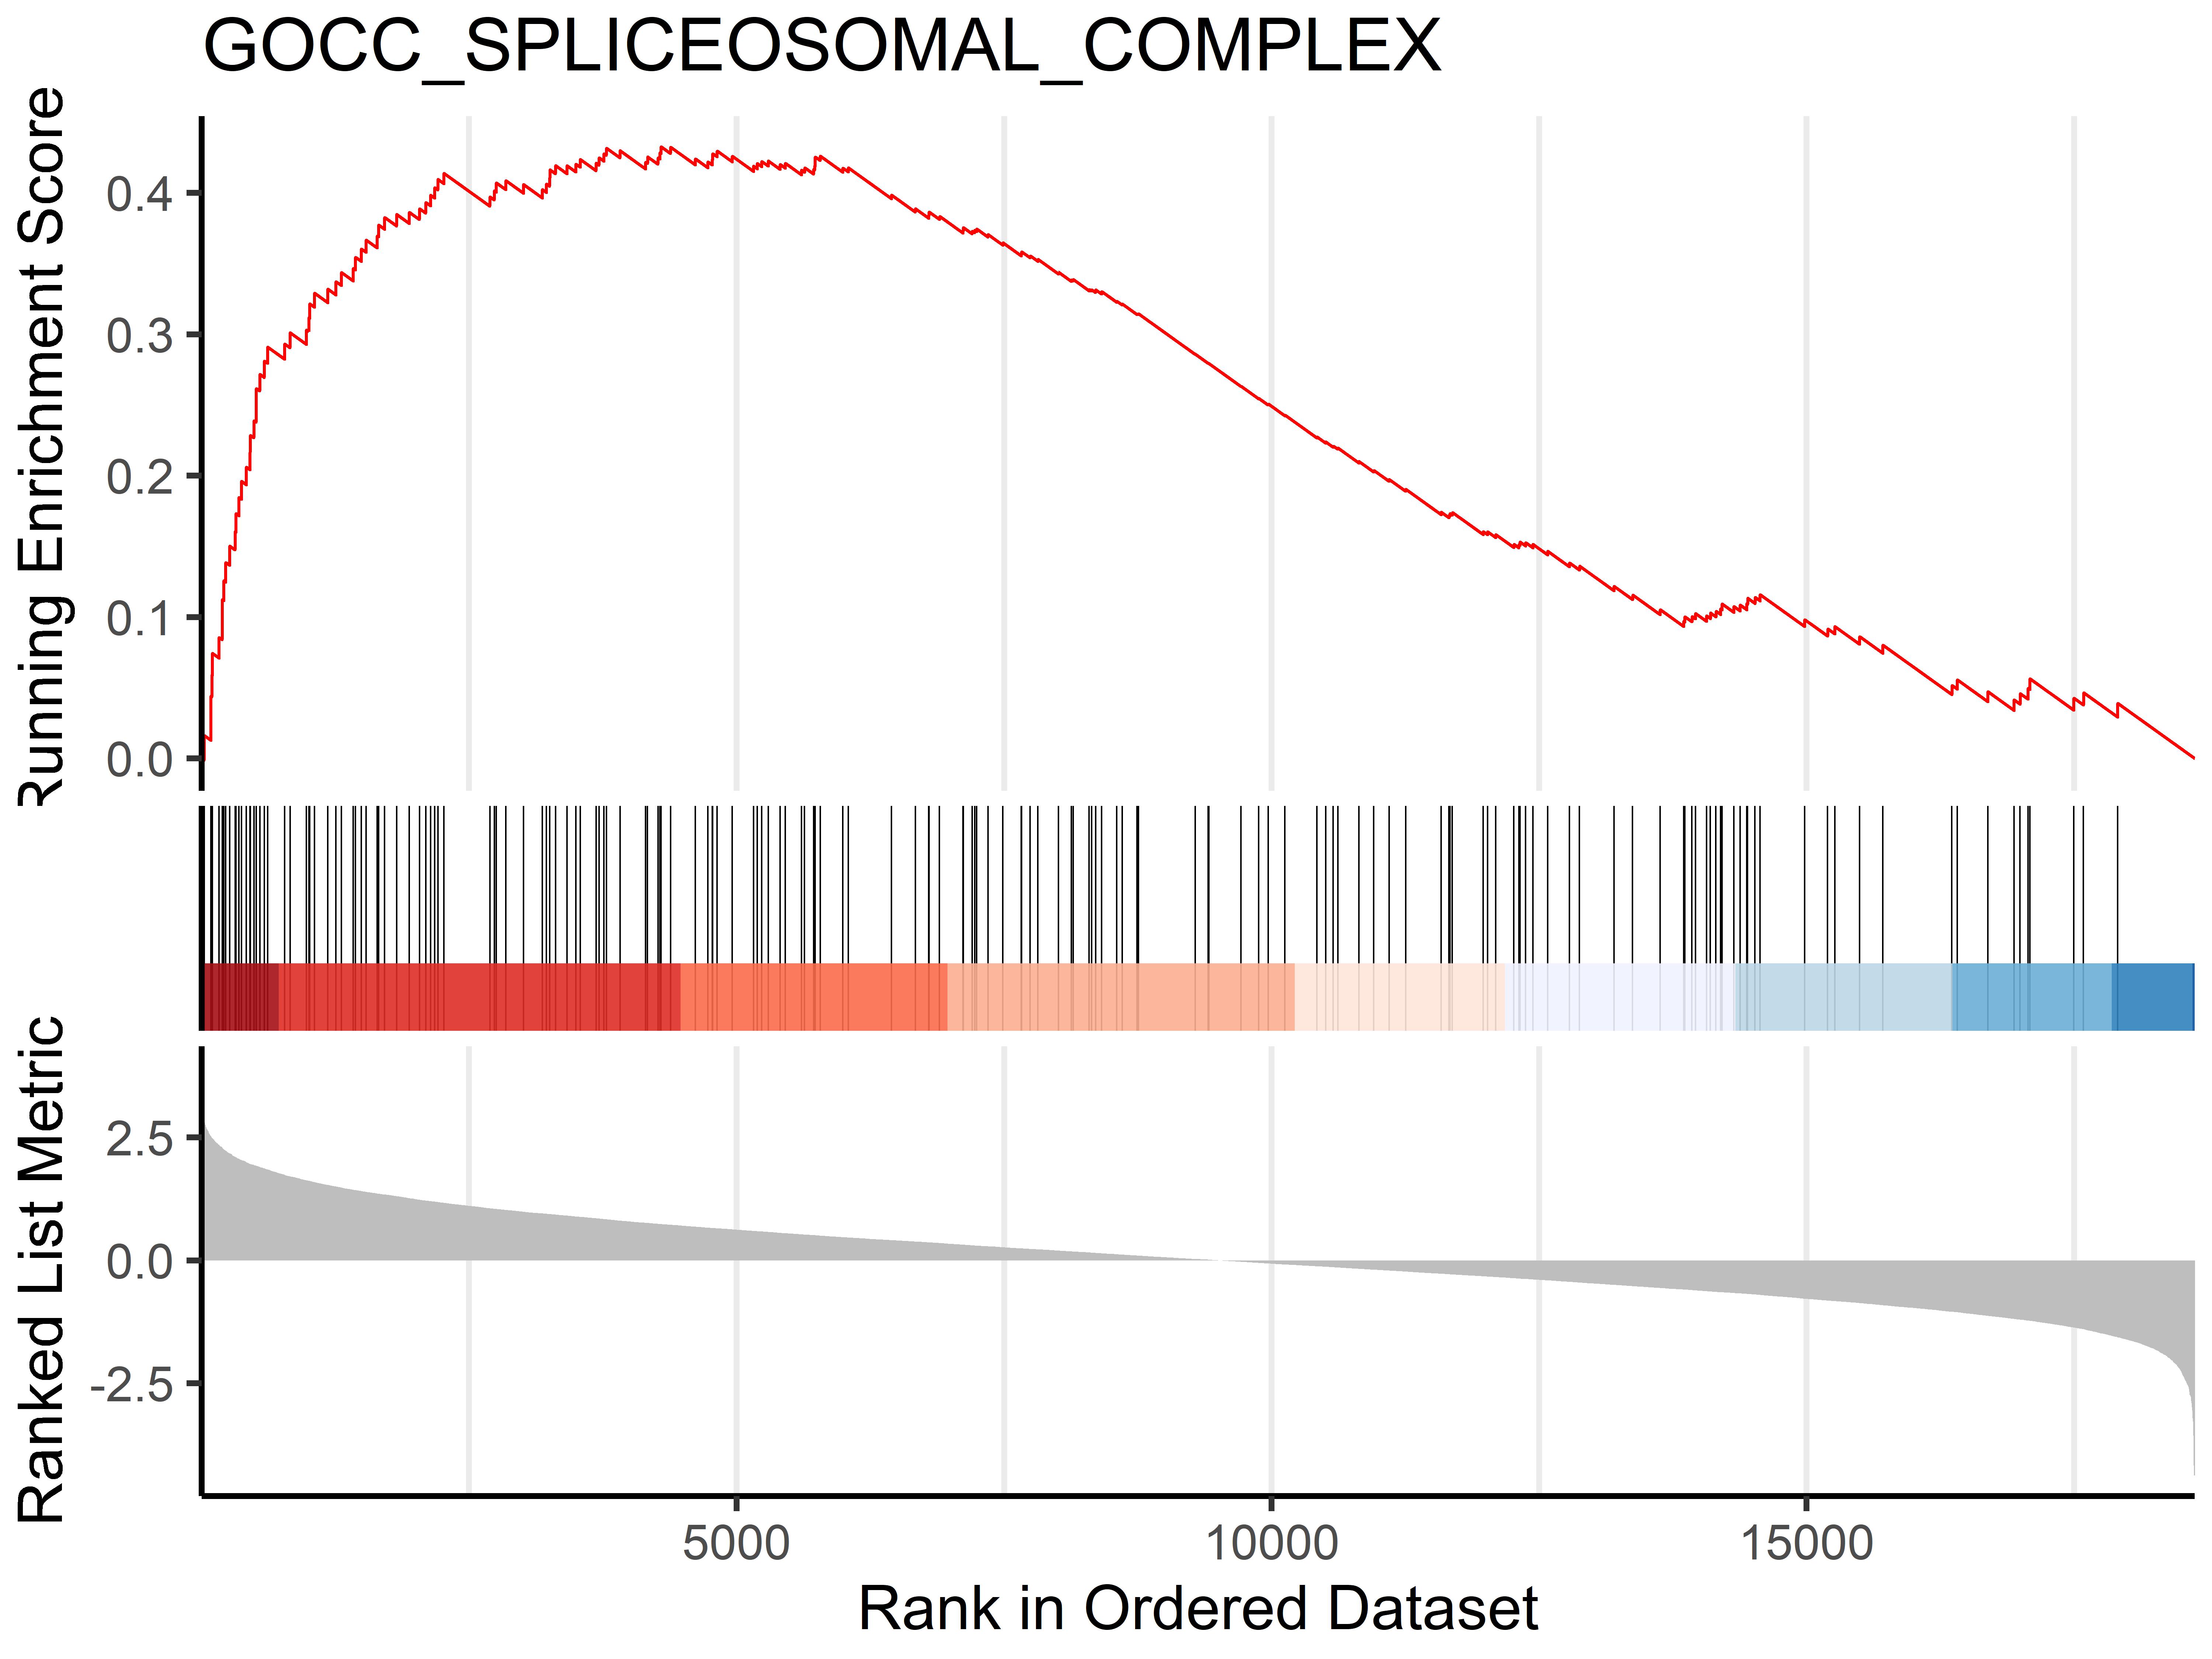 GOCC_SPLICEOSOMAL_COMPLEX
Running Enrichment Score
0.4
0.3
0.2
0.1
0.0
Ranked List Metric
2.5
0.0
-2.5
5000 10000 15000
Rank in Ordered Dataset